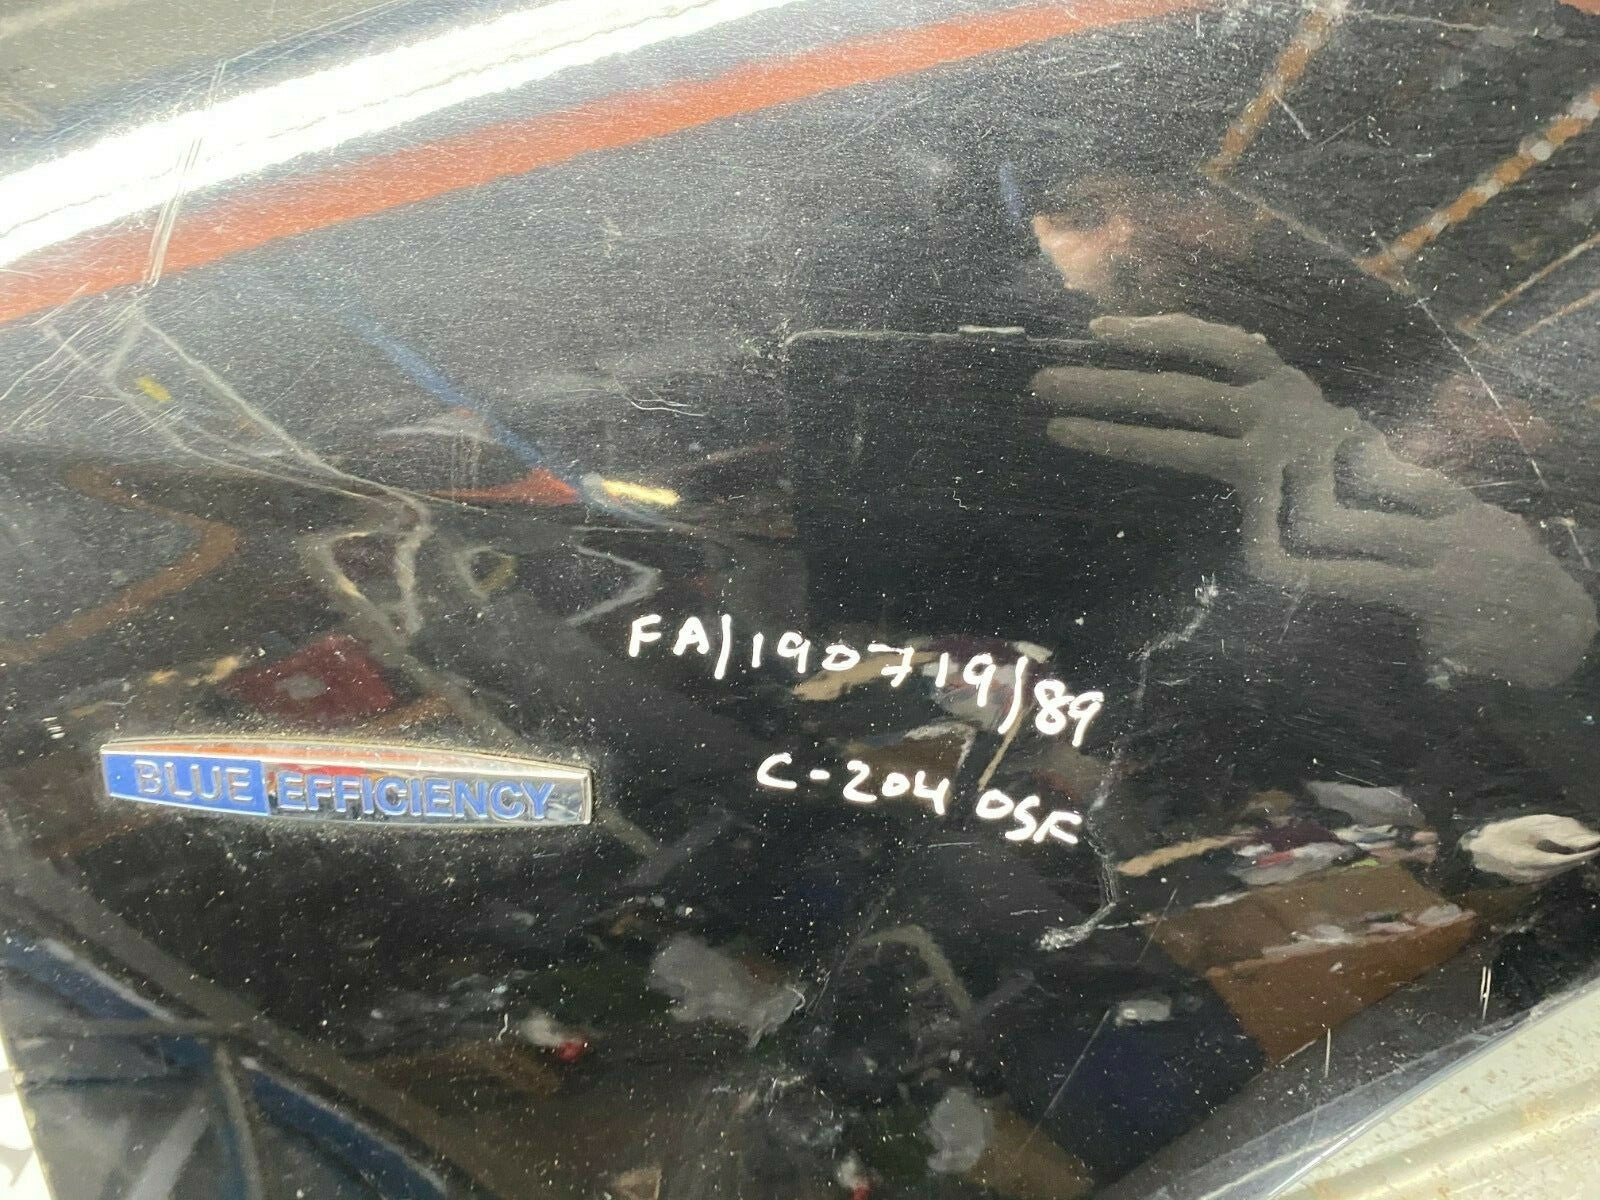 FA/190719/89
C-204 OSF
BLUE EFFICIENCY